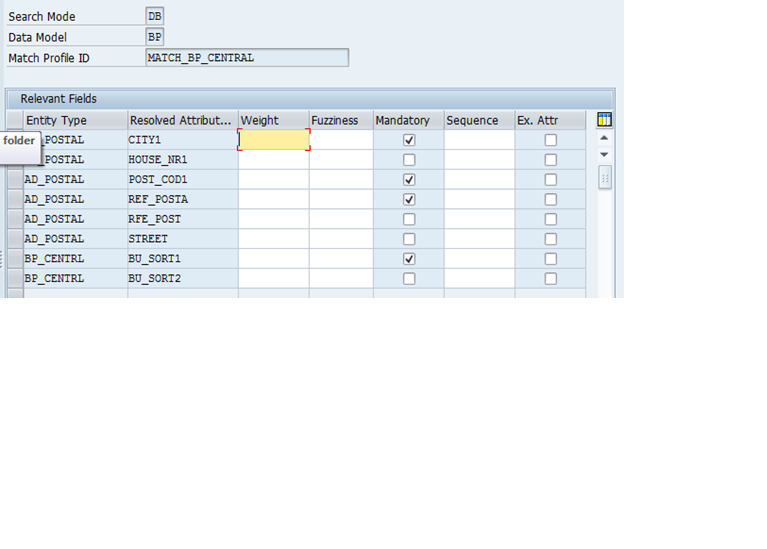 Search Mode DB
Data Model BP
Match Profile ID MATCH_BP_CENTRAL
Relevant Fields
Entity Type Resolved Attribut... Weight Fuzziness Mandatory Sequence Ex. Attr
_POSTAL CITY1
folder
_POSTAL HOUSE_NR1
AD_POSTAL POST_COD1
AD_POSTAL REF_POSTA
AD_POSTAL RFE_POST
AD_POSTAL STREET
BP_CENTRL BU_SORT1
BP_CENTRL BU_SORT2